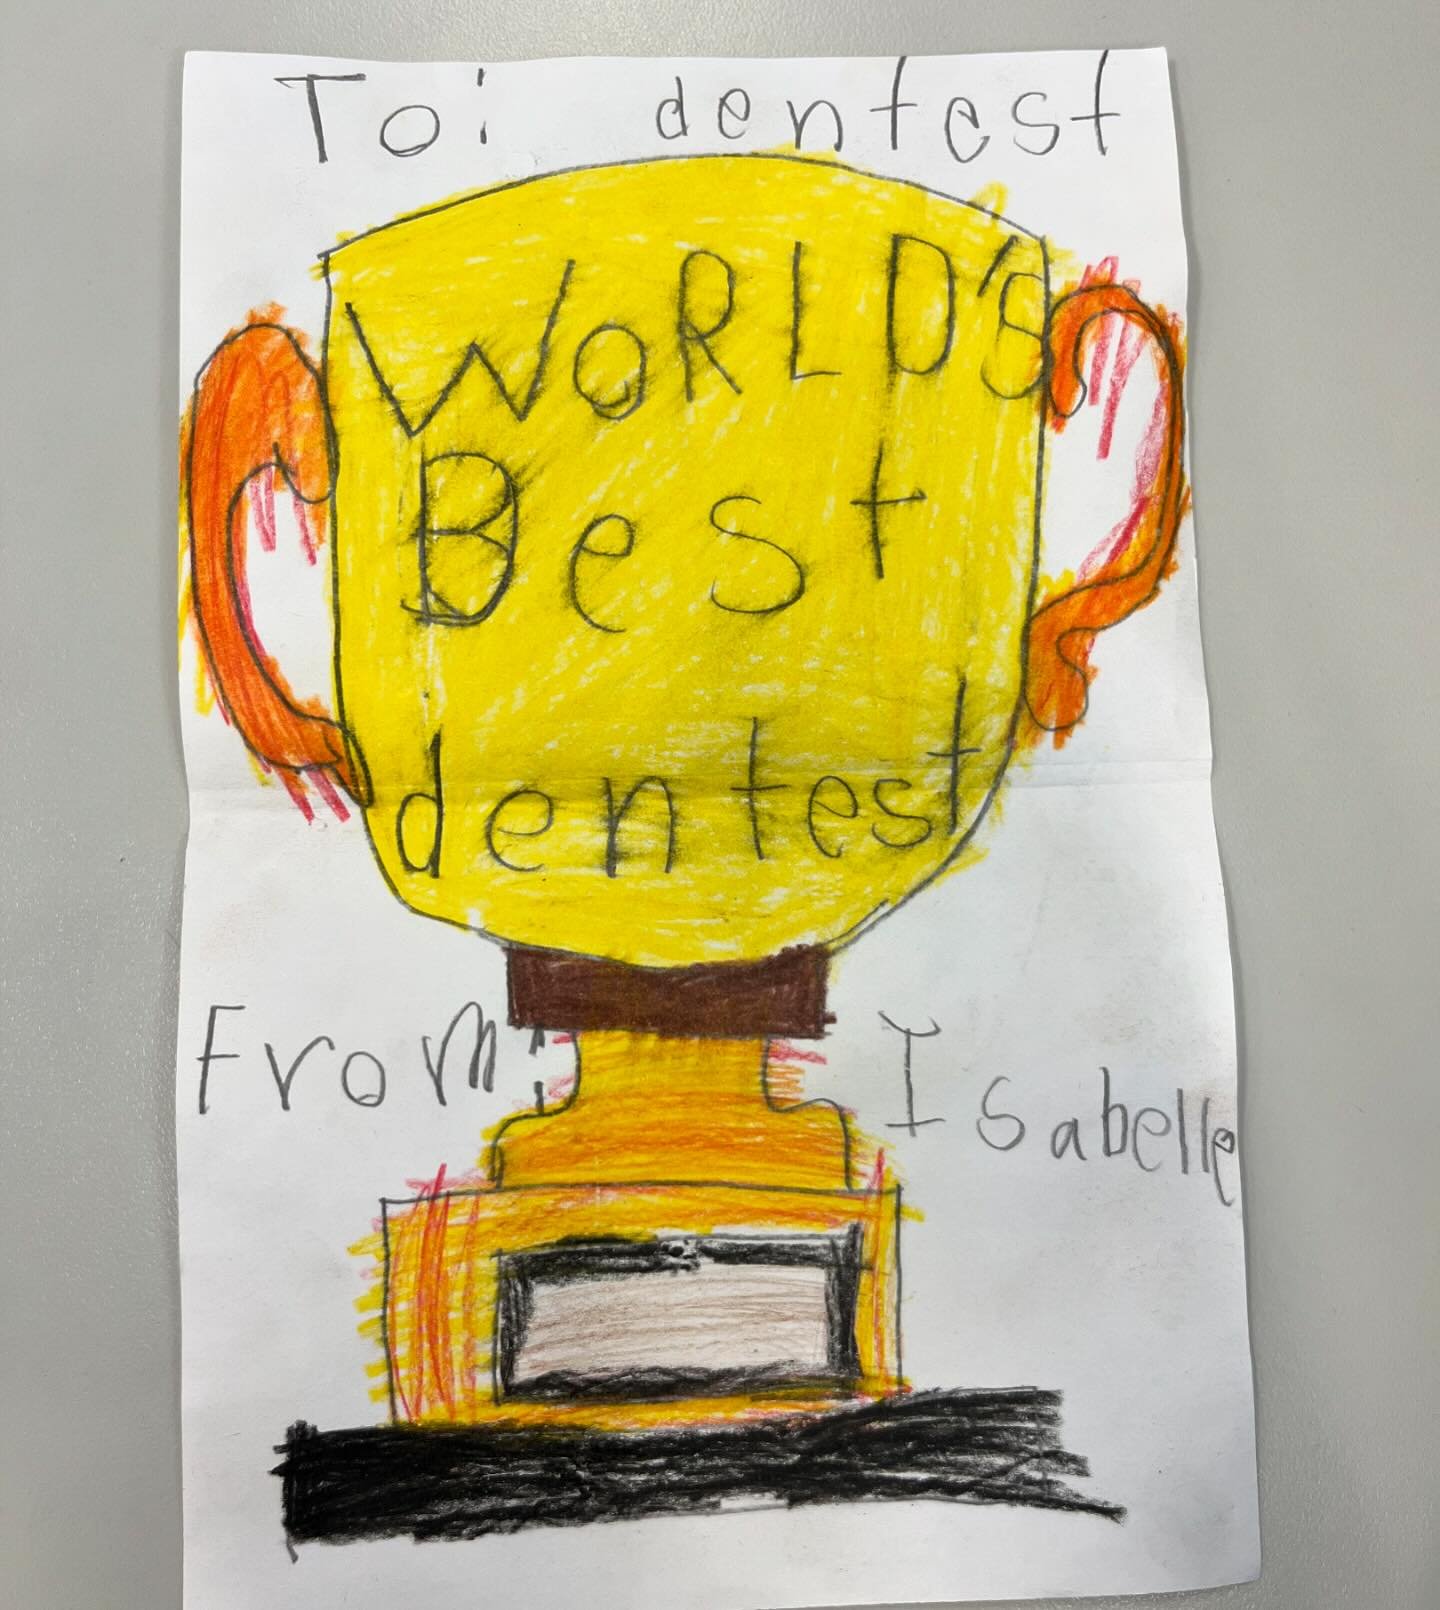 To: dentest
WORLD's
Best
dentest
From: Isabelle